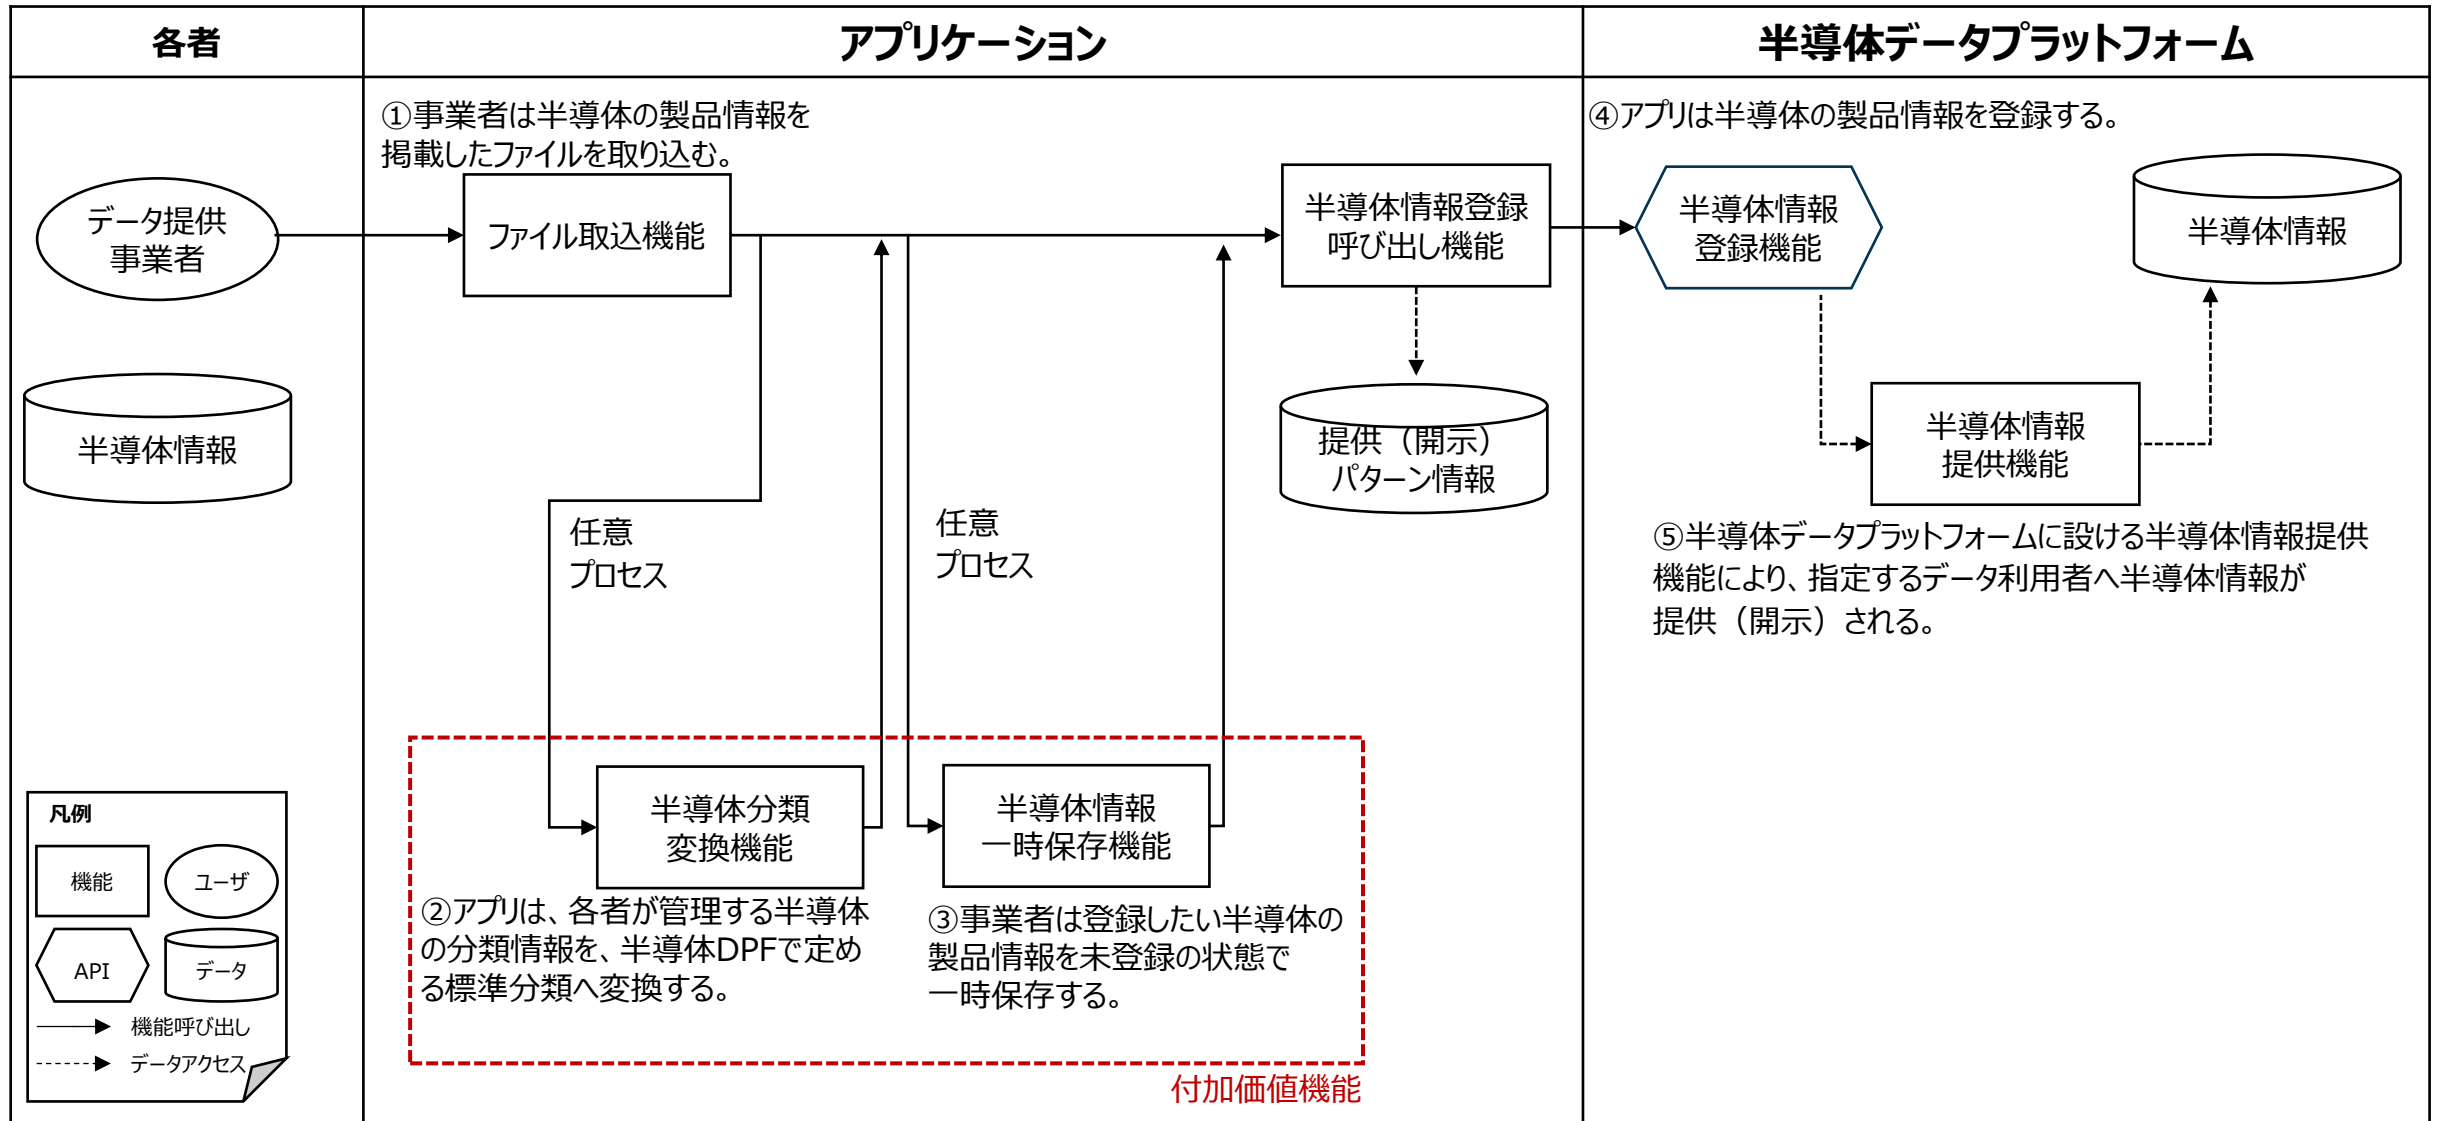 各者
アプリケーション
半導体データプラットフォーム
①事業者は半導体の製品情報を
掲載したファイルを取り込む。
④アプリは半導体の製品情報を登録する。
データ提供
事業者
ファイル取込機能
半導体情報登録
呼び出し機能
半導体情報
登録機能
半導体情報
半導体情報
提供（開示）
パターン情報
半導体情報
提供機能
任意
プロセス
任意
プロセス
⑤半導体データプラットフォームに設ける半導体情報提供
機能により、指定するデータ利用者へ半導体情報が
提供（開示）される。
半導体分類
変換機能
半導体情報
一時保存機能
②アプリは、各者が管理する半導体
の分類情報を、半導体DPFで定め
る標準分類へ変換する。
③事業者は登録したい半導体の
製品情報を未登録の状態で
一時保存する。
付加価値機能
凡例
機能
ユーザ
API
データ
機能呼び出し
データアクセス